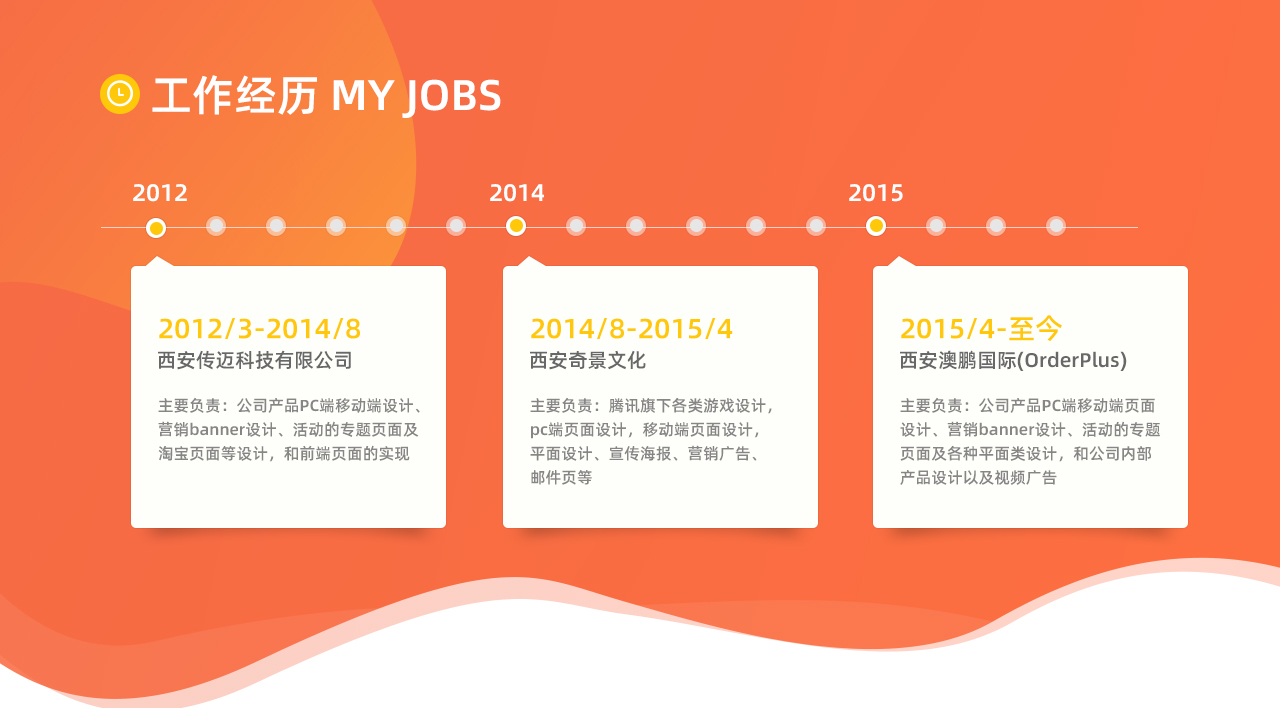 工作经历 MY JOBS
2012
2014
2015
2012/3-2014/8
西安传迈科技有限公司
主要负责：公司产品PC端移动端设计、
营销banner设计、活动的专题页面及
淘宝页面等设计，和前端页面的实现
2014/8-2015/4
西安奇景文化
主要负责：腾讯旗下各类游戏设计，
pc端页面设计，移动端页面设计，
平面设计、宣传海报、营销广告、
邮件页等
2015/4-至今
西安澳鹏国际(OrderPlus)
主要负责：公司产品PC端移动端页面
设计、营销banner设计、活动的专题
页面及各种平面类设计，和公司内部
产品设计以及视频广告